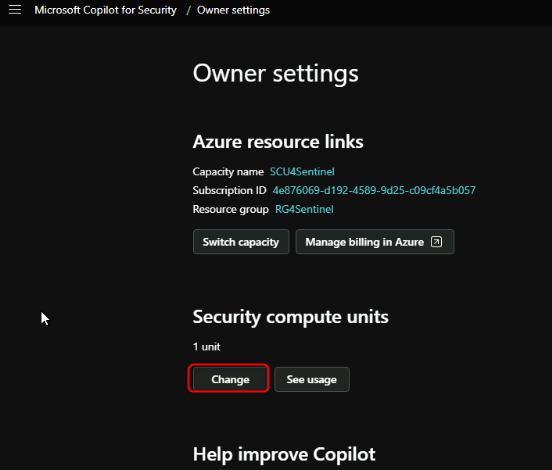 Microsoft Copilot for Security / Owner settings
Owner settings
Azure resource links
Capacity name SCU4Sentinel
Subscription ID 4e876069-d192-4589-9d25-c09cf4a5b057
Resource group RG4Sentinel
Switch capacity Manage billing in Azure
Security compute units
1 unit
Change See usage
Help improve Copilot